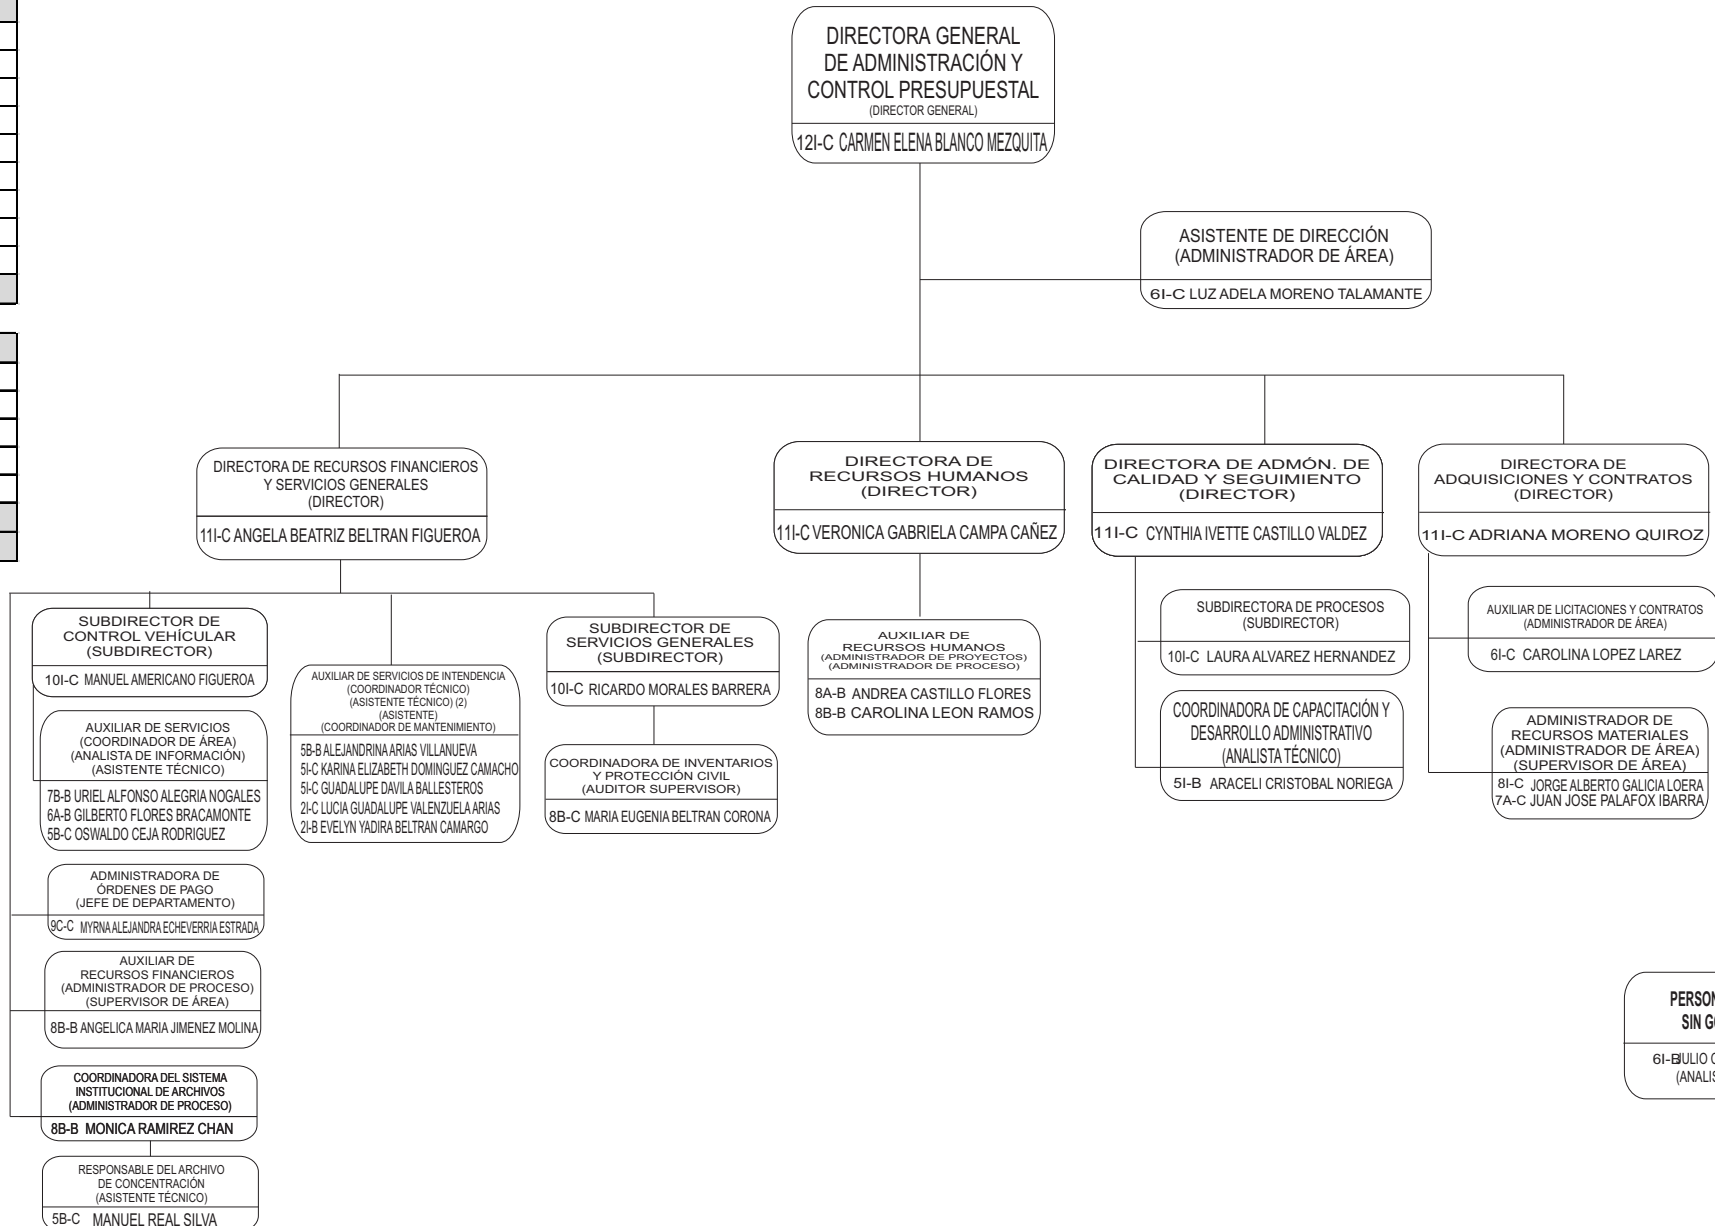 DIRECTORA GENERAL
DE ADMINISTRACIÓN Y
CONTROL PRESUPUESTAL
(DIRECTOR GENERAL)
12I-C CARMEN ELENA BLANCO MEZQUITA
ASISTENTE DE DIRECCIÓN
(ADMINISTRADOR DE ÁREA)
6I-C LUZ ADELA MORENO TALAMANTE
DIRECTORA DE RECURSOS FINANCIEROS
Y SERVICIOS GENERALES
(DIRECTOR)
11I-C ANGELA BEATRIZ BELTRAN FIGUEROA
DIRECTORA DE
RECURSOS HUMANOS
(DIRECTOR)
11I-C VERONICA GABRIELA CAMPA CAÑEZ
DIRECTORA DE ADMÓN. DE
CALIDAD Y SEGUIMIENTO
(DIRECTOR)
11I-C CYNTHIA IVETTE CASTILLO VALDEZ
DIRECTORA DE
ADQUISICIONES Y CONTRATOS
(DIRECTOR)
11I-C ADRIANA MORENO QUIROZ
SUBDIRECTOR DE
CONTROL VEHÍCULAR
(SUBDIRECTOR)
10I-C MANUEL AMERICANO FIGUEROA
AUXILIAR DE SERVICIOS
(COORDINADOR DE ÁREA)
(ANALISTA DE INFORMACIÓN)
(ASISTENTE TÉCNICO)
7B-B URIEL ALFONSO ALEGRIA NOGALES
6A-B GILBERTO FLORES BRACAMONTE
5B-C OSWALDO CEJA RODRIGUEZ
ADMINISTRADORA DE
ÓRDENES DE PAGO
(JEFE DE DEPARTAMENTO)
9C-C MYRNA ALEJANDRA ECHEVERRIA ESTRADA
AUXILIAR DE
RECURSOS FINANCIEROS
(ADMINISTRADOR DE PROCESO)
(SUPERVISOR DE ÁREA)
8B-B ANGELICA MARIA JIMENEZ MOLINA
COORDINADORA DEL SISTEMA
INSTITUCIONAL DE ARCHIVOS
(ADMINISTRADOR DE PROCESO)
8B-B MONICA RAMIREZ CHAN
RESPONSABLE DEL ARCHIVO
DE CONCENTRACIÓN
(ASISTENTE TÉCNICO)
5B-C MANUEL REAL SILVA
AUXILIAR DE SERVICIOS DE INTENDENCIA
(COORDINADOR TÉCNICO)
(ASISTENTE TÉCNICO) (2)
(ASISTENTE)
(COORDINADOR DE MANTENIMIENTO)
5B-B ALEJANDRINA ARIAS VILLANUEVA
5I-C KARINA ELIZABETH DOMINGUEZ CAMACHO
5I-C GUADALUPE DAVILA BALLESTEROS
2I-C LUCIA GUADALUPE VALENZUELA ARIAS
2I-B EVELYN YADIRA BELTRAN CAMARGO
SUBDIRECTOR DE
SERVICIOS GENERALES
(SUBDIRECTOR)
10I-C RICARDO MORALES BARRERA
COORDINADORA DE INVENTARIOS
Y PROTECCIÓN CIVIL
(AUDITOR SUPERVISOR)
8B-C MARIA EUGENIA BELTRAN CORONA
AUXILIAR DE
RECURSOS HUMANOS
(ADMINISTRADOR DE PROYECTOS)
(ADMINISTRADOR DE PROCESO)
8A-B ANDREA CASTILLO FLORES
8B-B CAROLINA LEON RAMOS
SUBDIRECTORA DE PROCESOS
(SUBDIRECTOR)
10I-C LAURA ALVAREZ HERNANDEZ
COORDINADORA DE CAPACITACIÓN Y
DESARROLLO ADMINISTRATIVO
(ANALISTA TÉCNICO)
5I-B ARACELI CRISTOBAL NORIEGA
AUXILIAR DE LICITACIONES Y CONTRATOS
(ADMINISTRADOR DE ÁREA)
6I-C CAROLINA LOPEZ LAREZ
ADMINISTRADOR DE
RECURSOS MATERIALES
(ADMINISTRADOR DE ÁREA)
(SUPERVISOR DE ÁREA)
8I-C JORGE ALBERTO GALICIA LOERA
7A-C JUAN JOSE PALAFOX IBARRA
SIN
6I-B JULIO